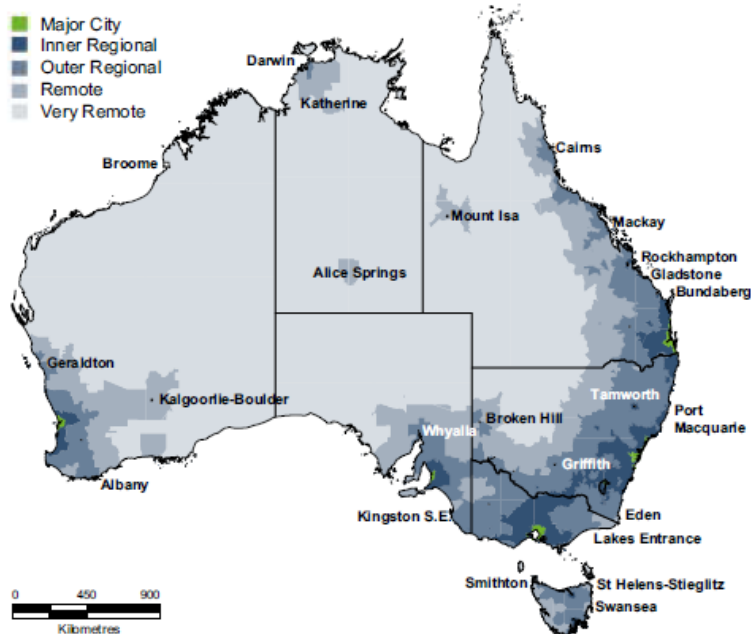 Major City
Inner Regional
Outer Regional
Remote
Very Remote
Darwin
Katherine
Broome
Cairns
Mount Isa
Mackay
Alice Springs
Rockhampton
Gladstone
Bundaberg
Geraldton
Kalgoorlie-Boulder
Tamworth
Broken Hill
Port
Macquarie
Whyalla
Griffith
Albany
Kingston S.E.
Eden
Lakes Entrance
Smithton
St Helens-Stieglitz
Swansea
0 450 900
Kilometres